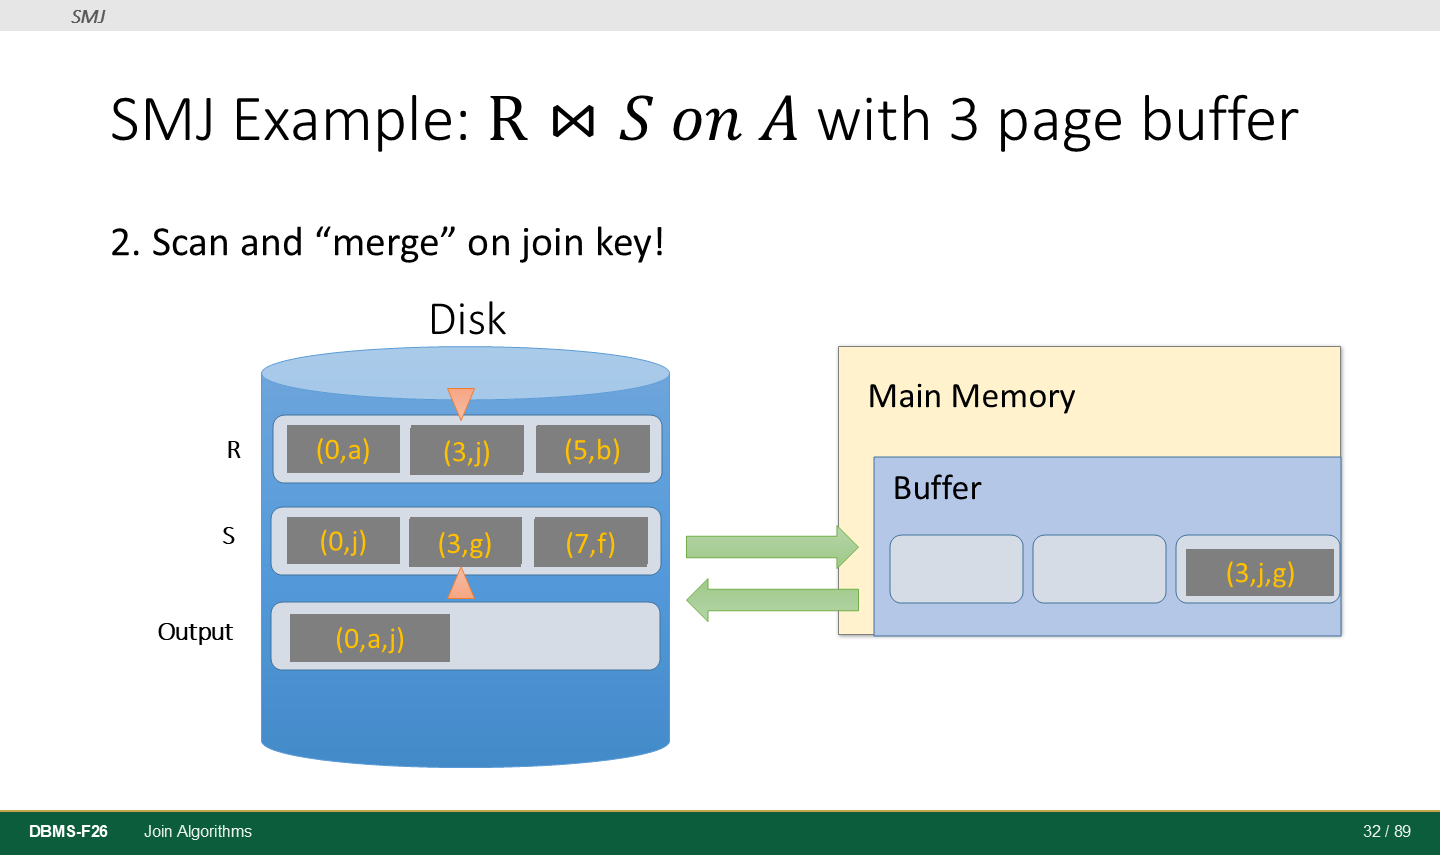 SMJ
SMJ Example: R ⋈ S on A with 3 page buffer
2. Scan and “merge” on join key!
Disk
R
(0,a) (3,j) (5,b)
S
(0,j) (3,g) (7,f)
Output
(0,a,j)
Main Memory
Buffer
(3,j,g)
DBMS-F26 Join Algorithms 32 / 89